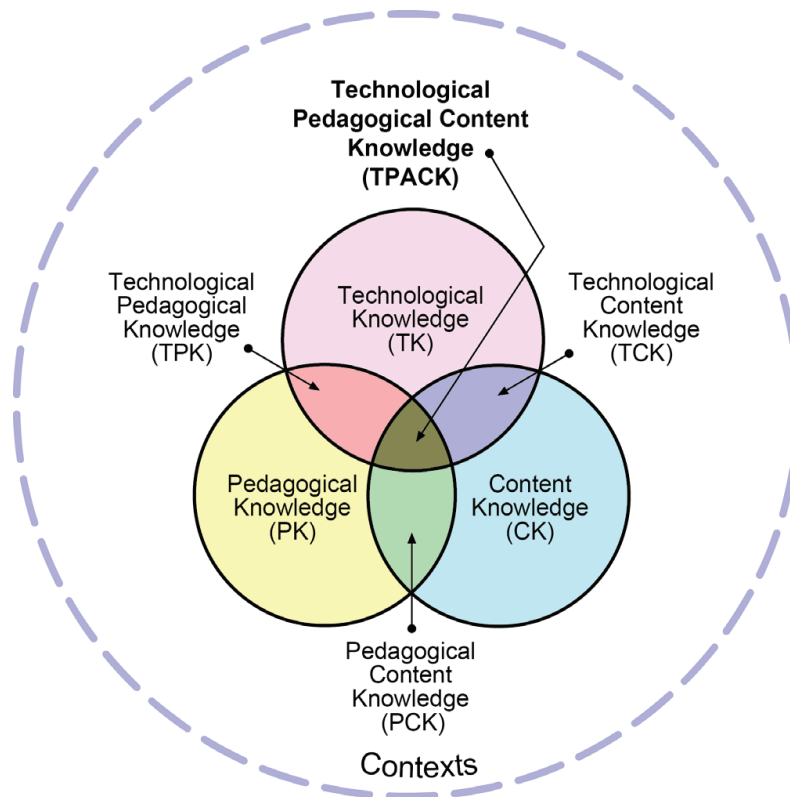 Technological
Pedagogical Content
Knowledge
(TPACK)
Technological
Pedagogical
Knowledge
(TPK)
Technological
Knowledge
(TK)
Technological
Content
Knowledge
(TCK)
Pedagogical
Knowledge
(PK)
Content
Knowledge
(CK)
Pedagogical
Content
Knowledge
(PCK)
Contexts